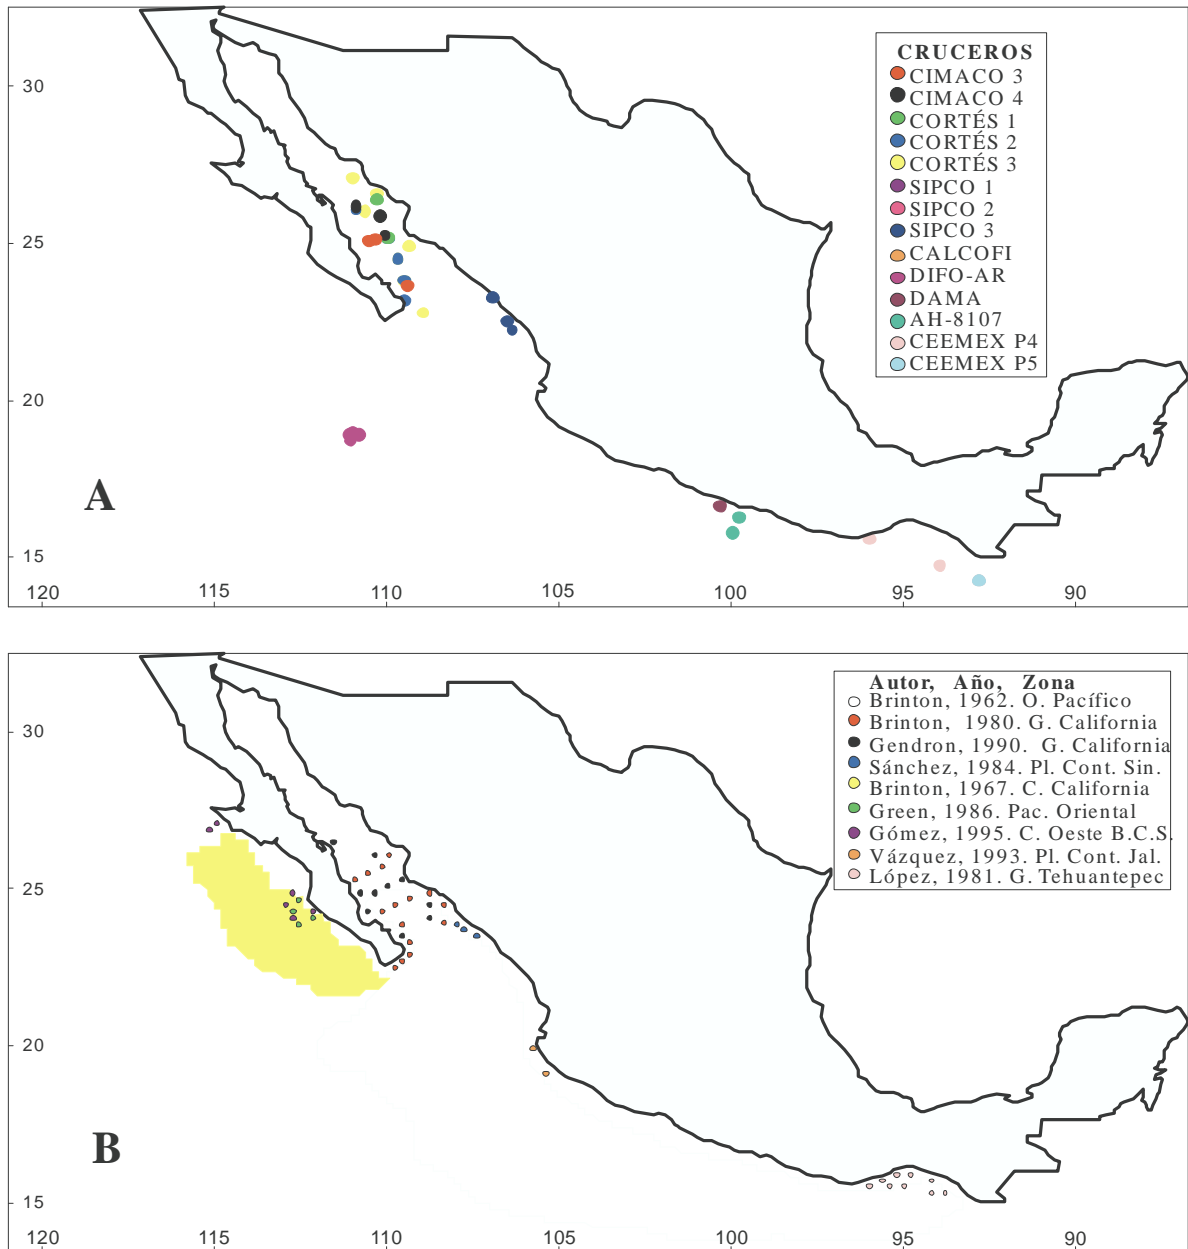 CRUCEROS
CIMACO 3
CIMACO 4
CORTÉS 1
CORTÉS 2
CORTÉS 3
SIPCO 1
SIPCO 2
SIPCO 3
CALCOFI
DIFO-AR
DAMA
AH-8107
CEEMEX P4
CEEMEX P5
30
25
20
A
15
120 115 110 105 100 95 90
Autor, Año, Zona
Brinton, 1962. O. Pacífico
Brinton, 1980. G. California
Gendron, 1990. G. California
Sánchez, 1984. Pl. Cont. Sin.
Brinton, 1967. C. California
Green, 1986. Pac. Oriental
Gómez, 1995. C. Oeste B.C.S.
Vázquez, 1993. Pl. Cont. Jal.
López, 1981. G. Tehuantepec
30
25
20
B
15
120 115 110 105 100 95 90